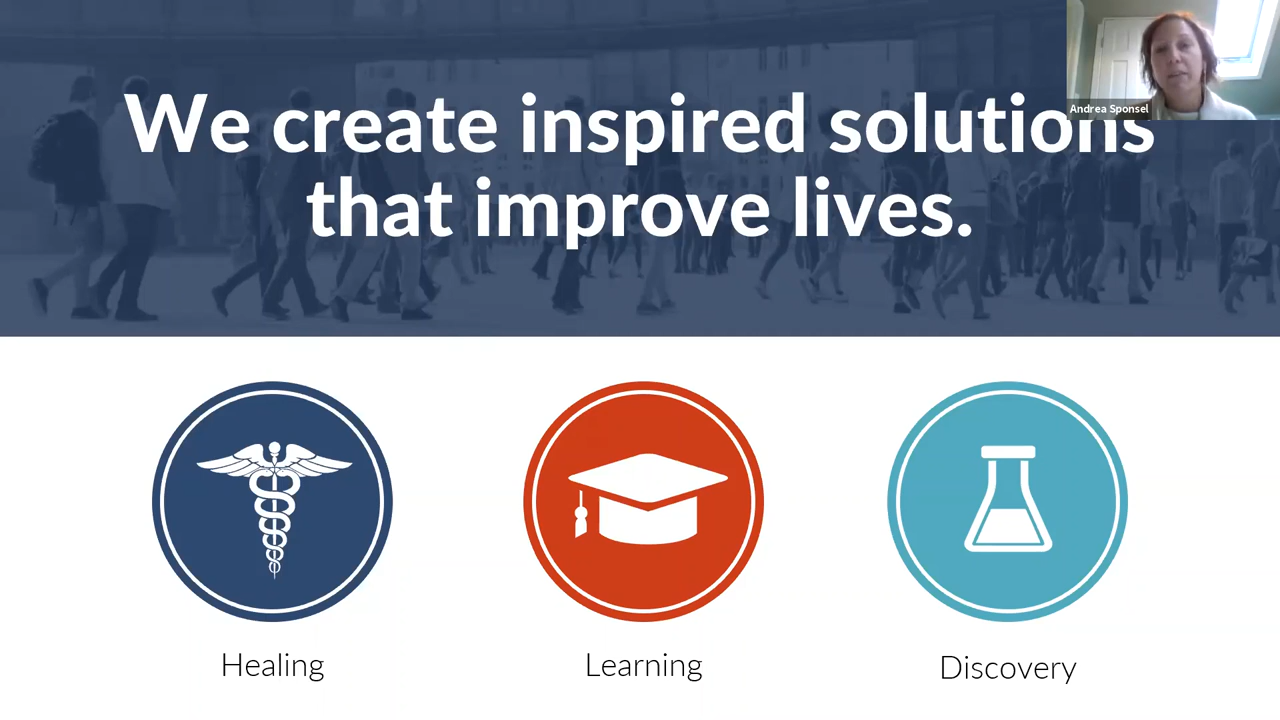 We create inspired solutions
that improve lives.
Andrea Sponsel
Healing
Learning
Discovery